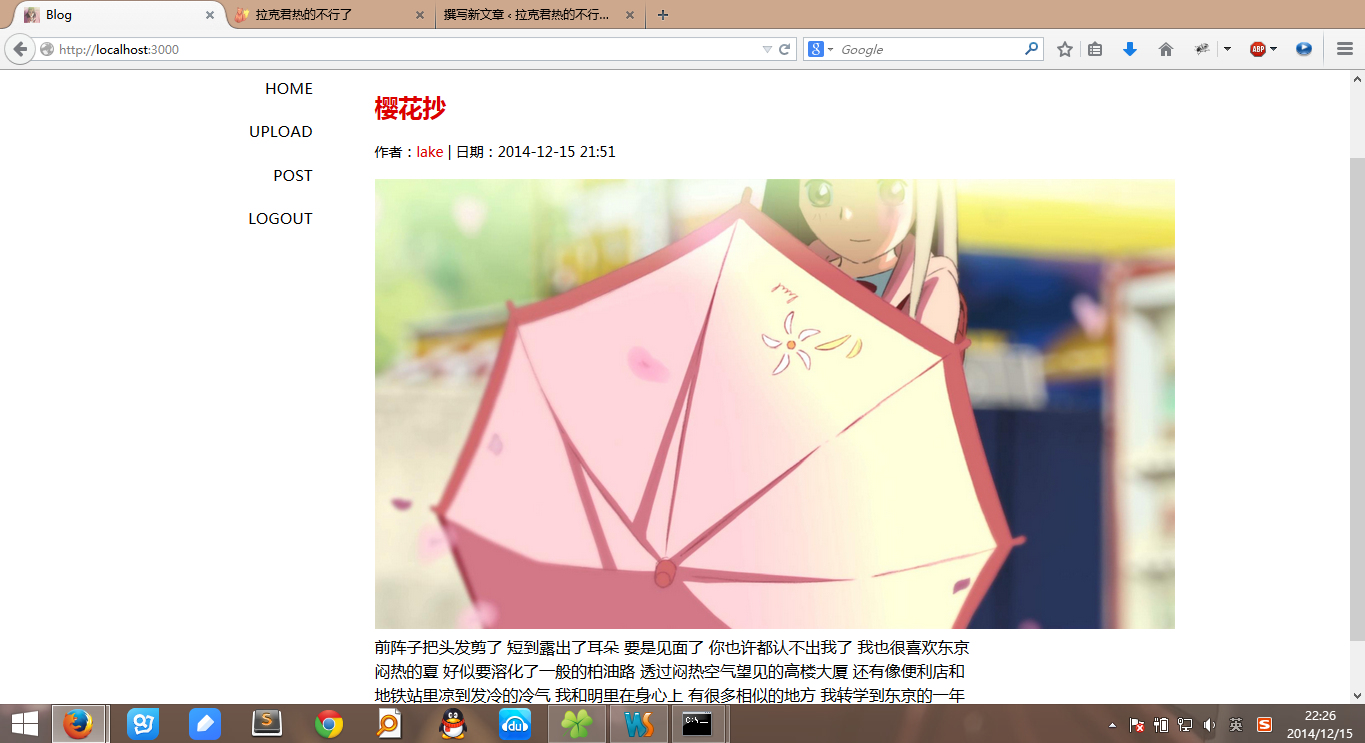 Blog
拉克君热的不行了
撰写新文章 ‹ 拉克君热的不行...
http://localhost:3000
Google
ABP
HOME
UPLOAD
POST
LOGOUT
樱花抄
作者：lake | 日期：2014-12-15 21:51
前阵子把头发剪了 短到露出了耳朵 要是见面了 你也许都认不出我了 我也很喜欢东京
闷热的夏 好似要溶化了一般的柏油路 透过闷热空气望见的高楼大厦 还有像便利店和
地铁站里凉到发冷的冷气 我和明里在身心上 有很多相似的地方 我转学到东京的一年
du
WS
C:\_
英
S
22:26
2014/12/15